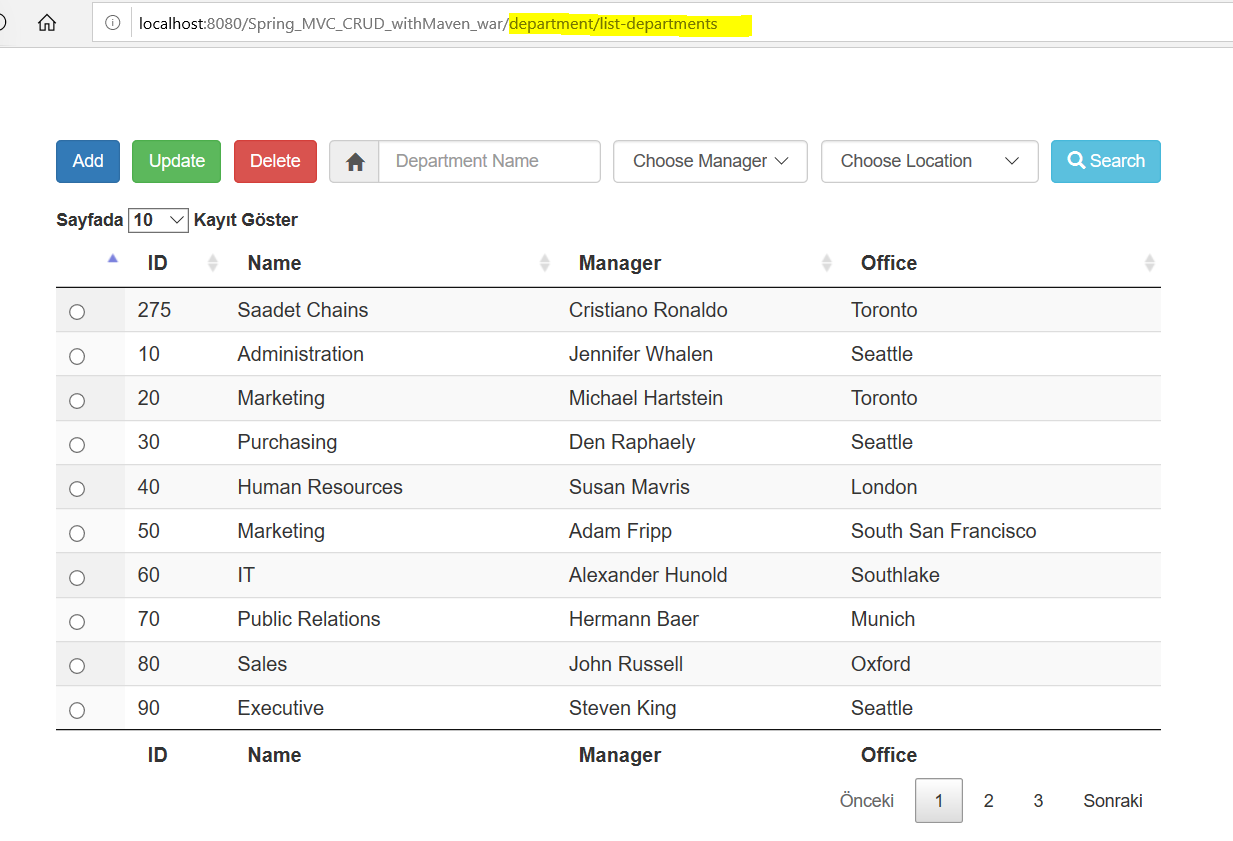 localhost:8080/Spring_MVC_CRUD_withMaven_war/department/list-departments
Add Update Delete Department Name Choose Manager Choose Location Search
Sayfada 10 Kayıt Göster
ID Name Manager Office
275 Saadet Chains Cristiano Ronaldo Toronto
10 Administration Jennifer Whalen Seattle
20 Marketing Michael Hartstein Toronto
30 Purchasing Den Raphaely Seattle
40 Human Resources Susan Mavris London
50 Marketing Adam Fripp South San Francisco
60 IT Alexander Hunold Southlake
70 Public Relations Hermann Baer Munich
80 Sales John Russell Oxford
90 Executive Steven King Seattle
ID Name Manager Office
Önceki 1 2 3 Sonraki